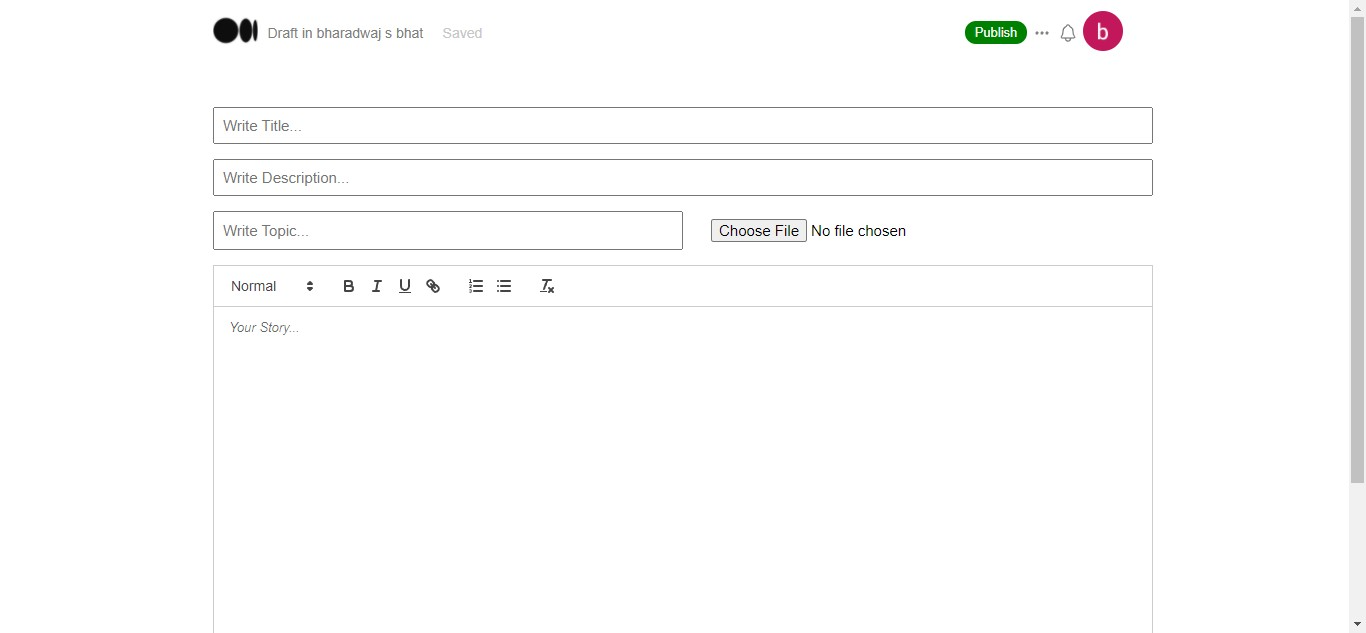 Draft in bharadwaj s bhat Saved Publish b
Write Title...
Write Description...
Write Topic... Choose File No file chosen
Normal B I U
Your Story...